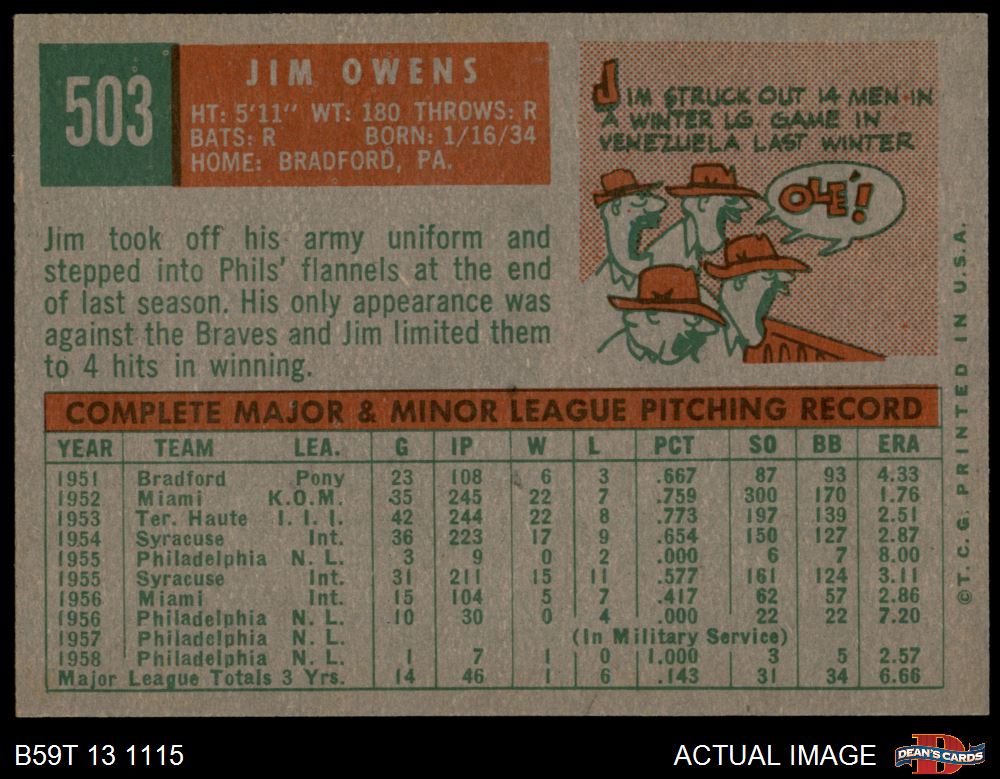 503
JIM OWENS
HT: 5'11" WT: 180 THROWS: R
BATS: R BORN: 1/16/34
HOME: BRADFORD, PA.
JIM STRUCK OUT 14 MEN IN
A WINTER LG. GAME IN
VENEZUELA LAST WINTER
OLÉ!
Jim took off his army uniform and
stepped into Phils' flannels at the end
of last season. His only appearance was
against the Braves and Jim limited them
to 4 hits in winning.
COMPLETE MAJOR & MINOR LEAGUE PITCHING RECORD
YEAR TEAM LEA. G IP W L PCT SO BB ERA
1951 Bradford Pony 23 108 6 3 .667 87 93 4.33
1952 Miami K.O.M. 35 245 22 7 .759 300 170 1.76
1953 Ter. Haute I. I. I. 42 244 22 8 .773 197 139 2.51
1954 Syracuse Int. 36 223 17 9 .654 150 127 2.87
1955 Philadelphia N. L. 3 9 0 2 .000 6 7 8.00
1955 Syracuse Int. 31 211 15 11 .577 161 124 3.11
1956 Miami Int. 15 104 5 7 .417 62 57 2.86
1956 Philadelphia N. L. 10 30 0 4 .000 22 22 7.20
1957 Philadelphia N. L. (In Military Service)
1958 Philadelphia N. L. 1 7 1 0 1.000 3 5 2.57
Major League Totals 3 Yrs. 14 46 1 6 .143 31 34 6.66
© T. C. G. PRINTED IN U.S.A.
B59T 13 1115
ACTUAL IMAGE
DEAN'S CARDS